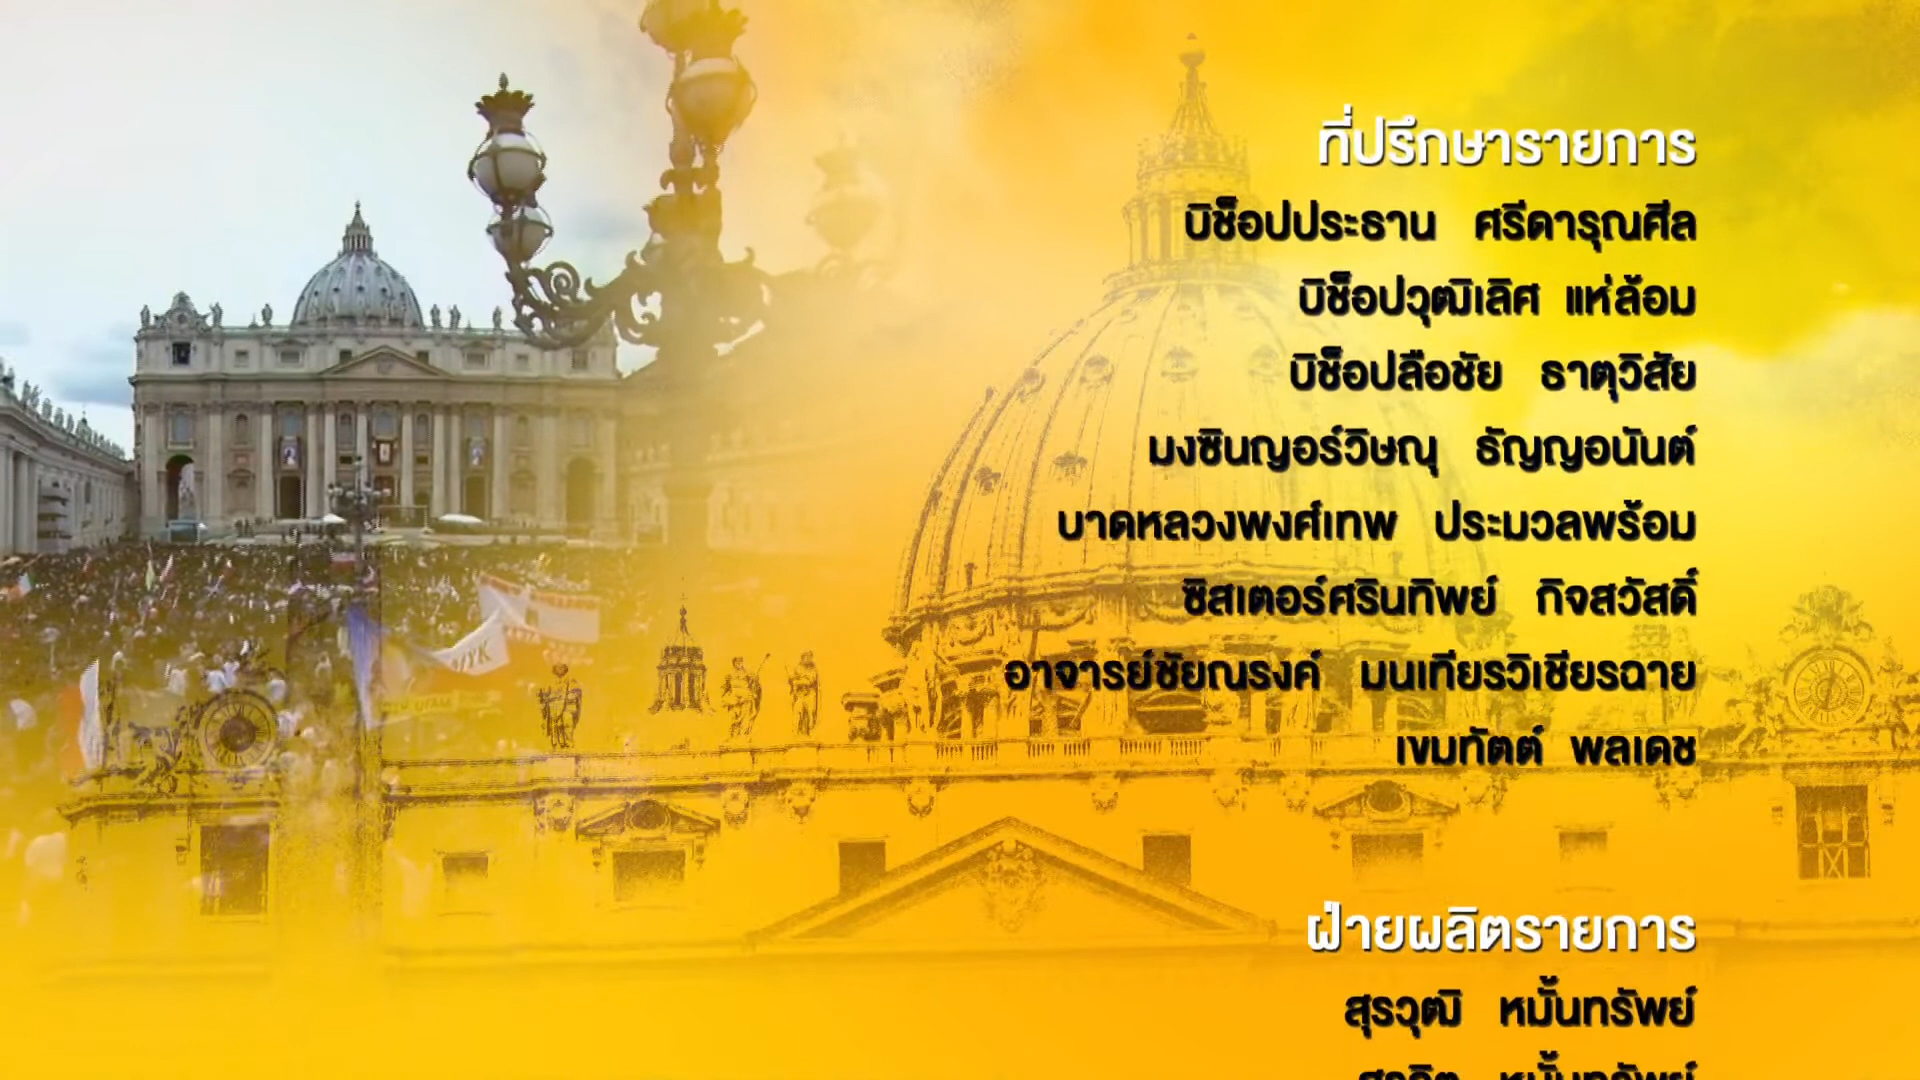 ที่ปรึกษารายการ
บิช็อปประธาน ศรีดารุณศีล
บิช็อปวุฒิเลิศ แห่ล้อม
บิช็อปลือชัย ธาตุวิสัย
มงซินญอร์วิษณุ ธัญญอนันต์
บาดหลวงพงศ์เทพ ประมวลพร้อม
ซิสเตอร์ศรินทิพย์ กิจสวัสดิ์
อาจารย์ชัยณรงค์ มนเทียรวิเชียรฉาย
เขมทัตต์ พลเดช
ฝ่ายผลิตรายการ
สุรวุฒิ หมั้นทรัพย์
หมั้นทรัพย์